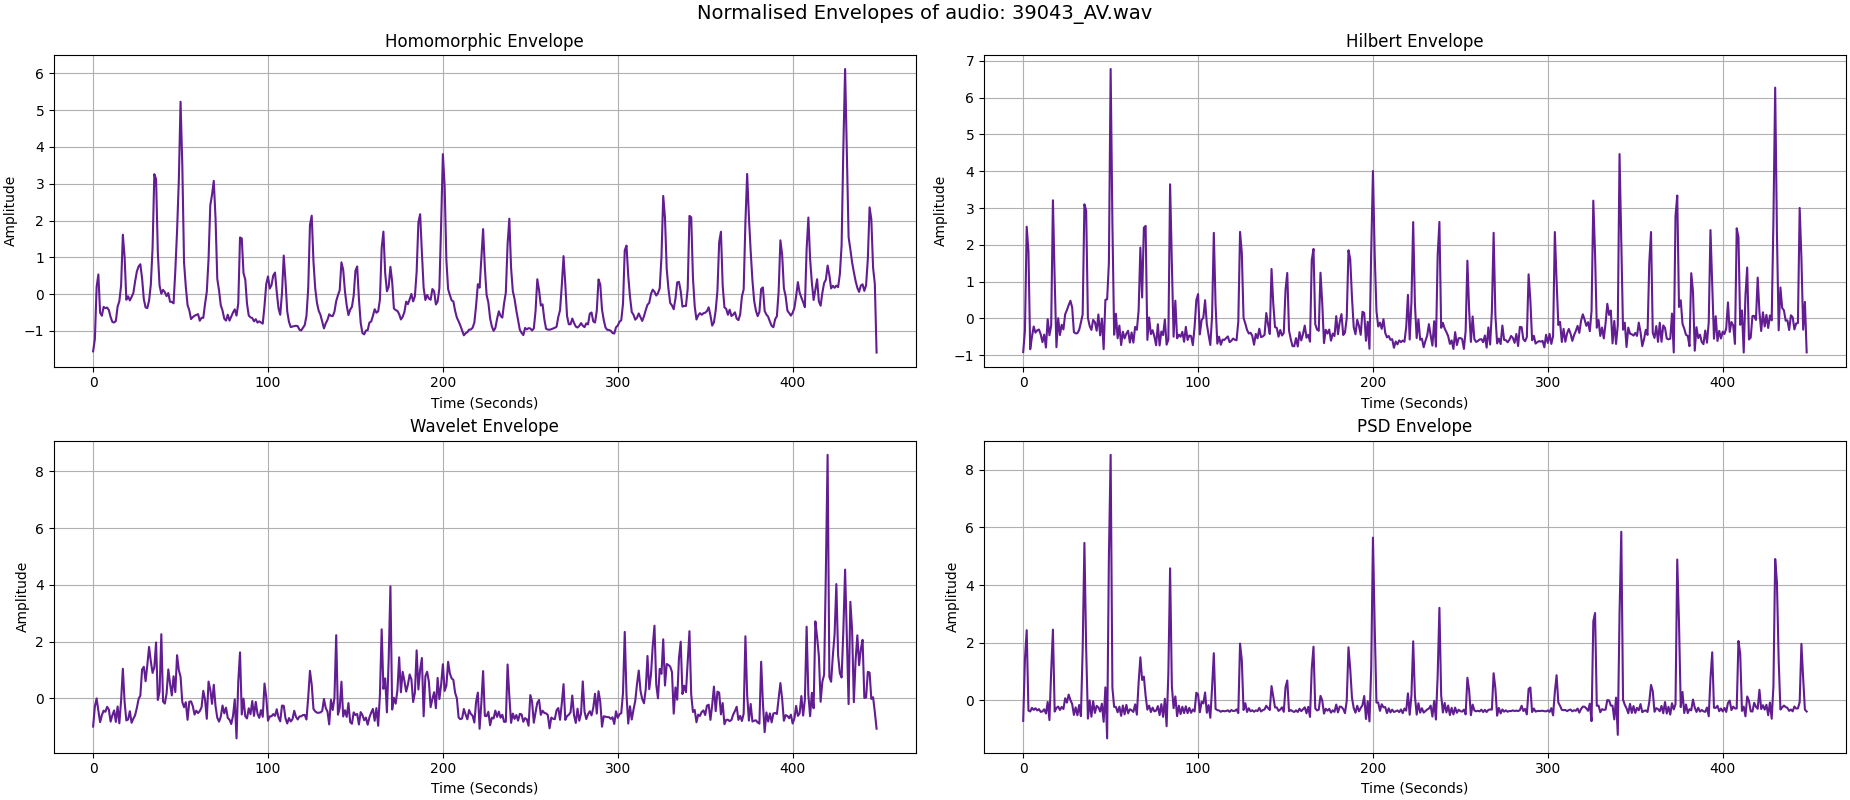 Normalised Envelopes of audio: 39043_AV.wav
Homomorphic Envelope
Amplitude
6
5
4
3
2
1
0
−1
0 100 200 300 400
Time (Seconds)
Hilbert Envelope
Amplitude
7
6
5
4
3
2
1
0
−1
0 100 200 300 400
Time (Seconds)
Wavelet Envelope
Amplitude
8
6
4
2
0
0 100 200 300 400
Time (Seconds)
PSD Envelope
Amplitude
8
6
4
2
0
0 100 200 300 400
Time (Seconds)